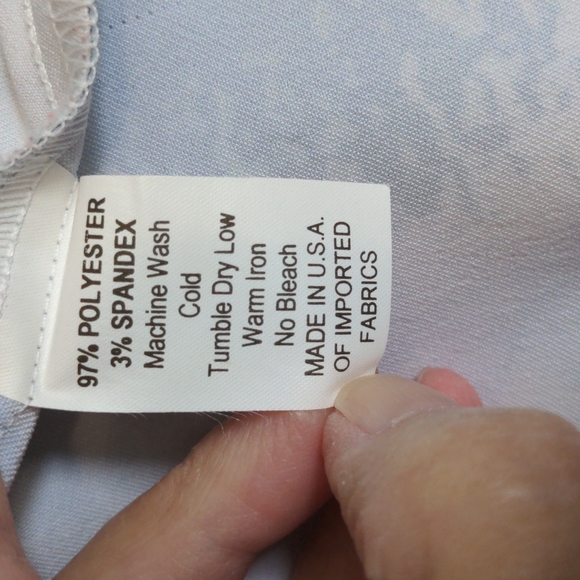 97% POLYESTER
3% SPANDEX
Machine Wash
Cold
Tumble Dry Low
Warm Iron
No Bleach
MADE IN U.S.A.
OF IMPORTED
FABRICS